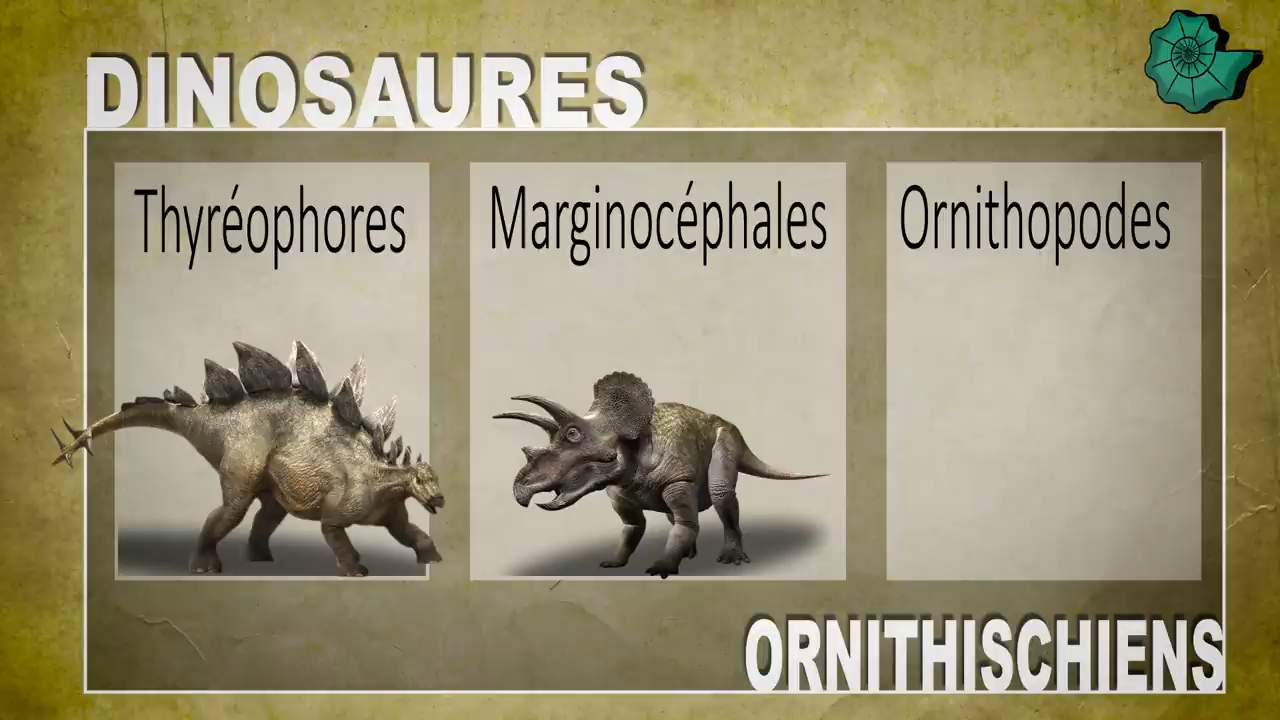 DINOSAURES
Thyréophores
Marginocéphales
Ornithopodes
ORNITHISCHIENS